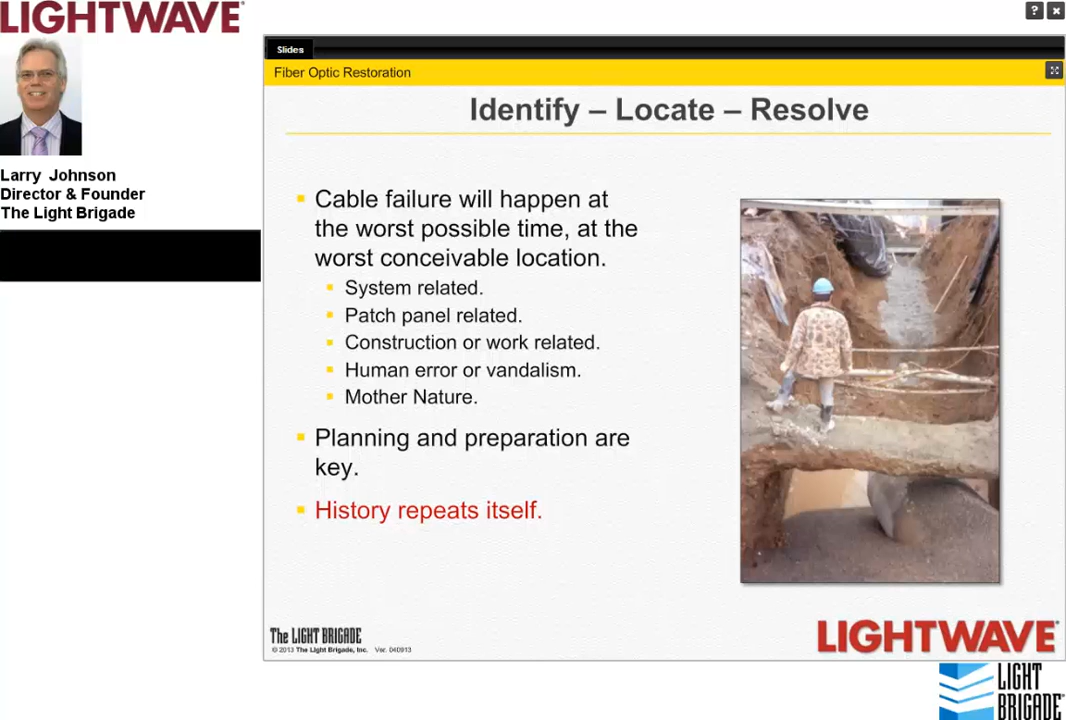 LIGHTWAVE
Larry Johnson
Director & Founder
The Light Brigade
? ×
Slides
Fiber Optic Restoration
Identify – Locate – Resolve
Cable failure will happen at
the worst possible time, at the
worst conceivable location.
System related.
Patch panel related.
Construction or work related.
Human error or vandalism.
Mother Nature.
Planning and preparation are
key.
History repeats itself.
The LIGHT BRIGADE
© 2013 The Light Brigade, Inc. Ver. 040913
LIGHTWAVE
LIGHT
BRIGADE